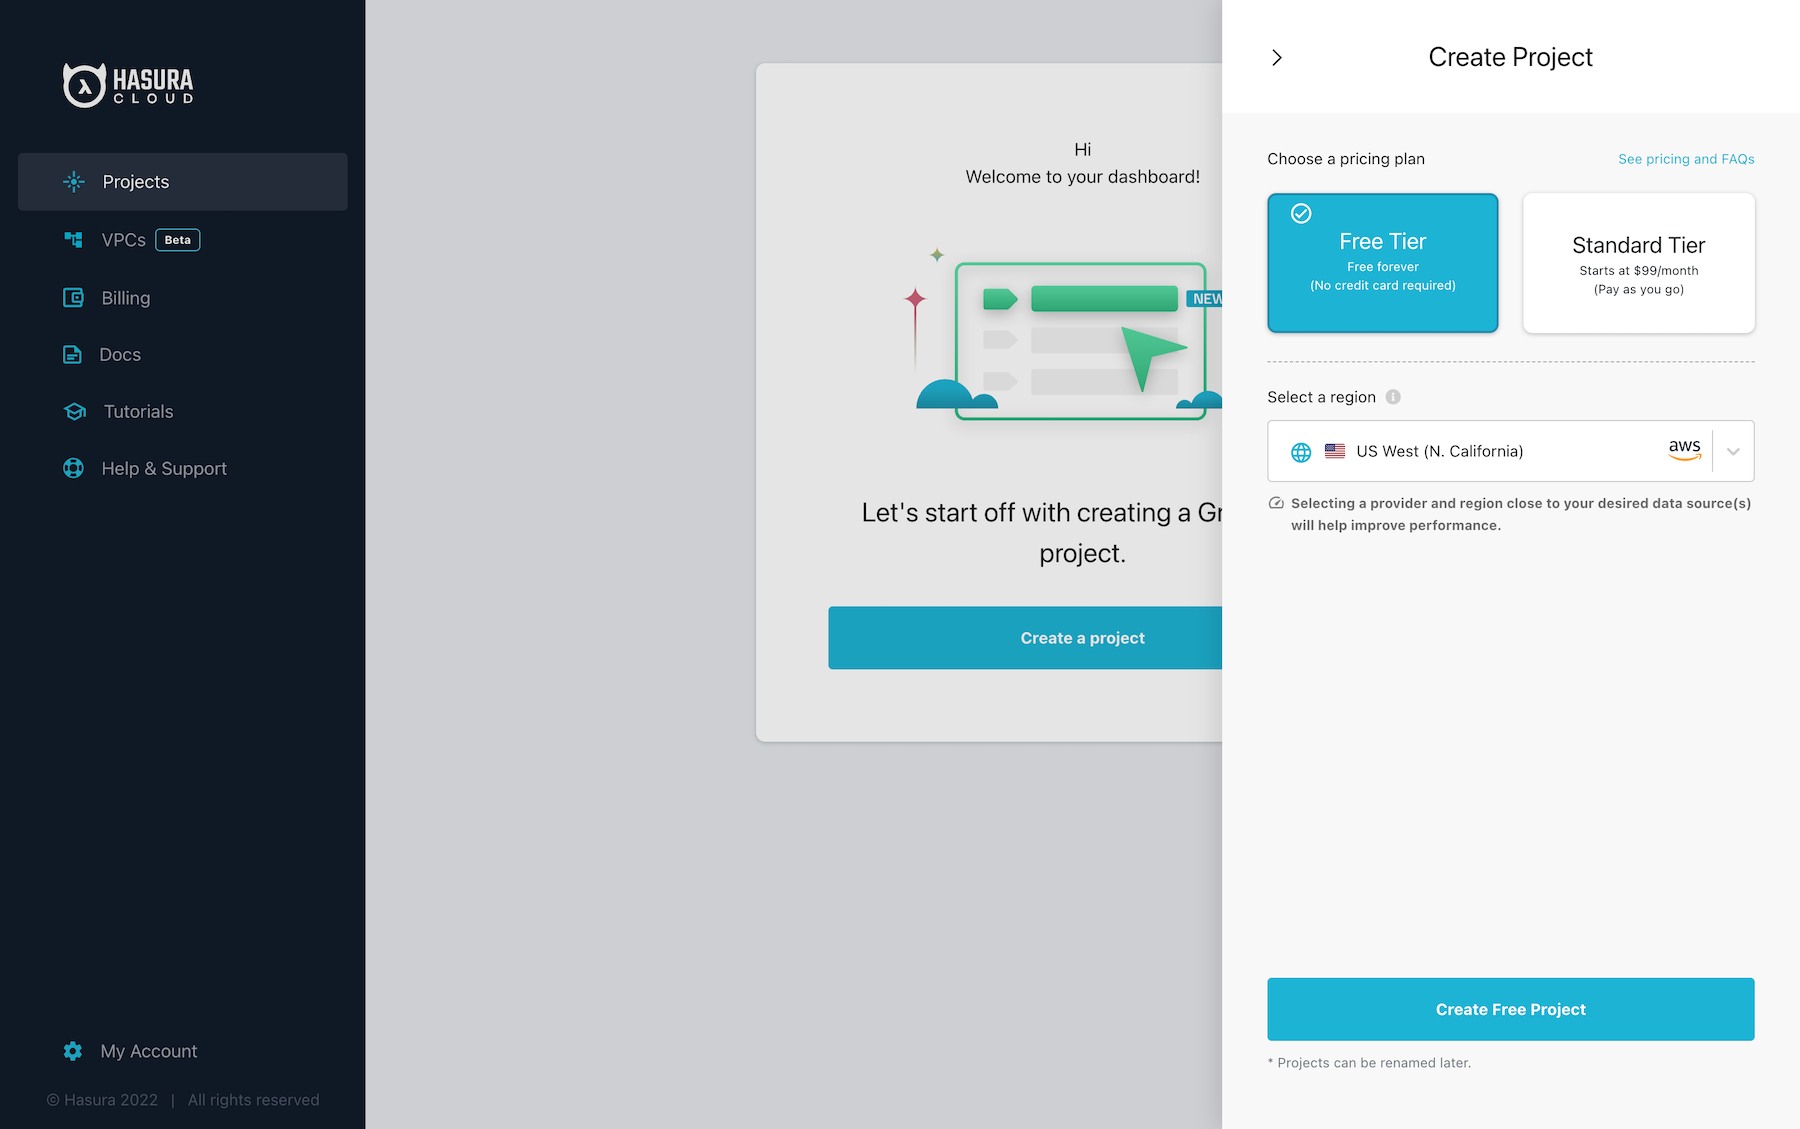 HASURA
CLOUD
Projects
VPCs Beta
Billing
Docs
Tutorials
Help & Support
My Account
© Hasura 2022 | All rights reserved
Hi
Welcome to your dashboard!
NEW
Let's start off with creating a Gr
project.
Create a project
Create Project
Choose a pricing plan
See pricing and FAQs
Free Tier
Free forever
(No credit card required)
Standard Tier
Starts at $99/month
(Pay as you go)
Select a region
US West (N. California)
aws
Selecting a provider and region close to your desired data source(s)
will help improve performance.
Create Free Project
* Projects can be renamed later.